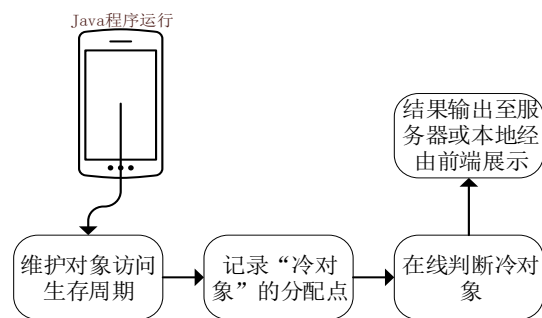 Java程序运行
维护对象访问
生存周期
记录“冷对
象”的分配点
在线判断冷对
象
结果输出至服
务器或本地经
由前端展示